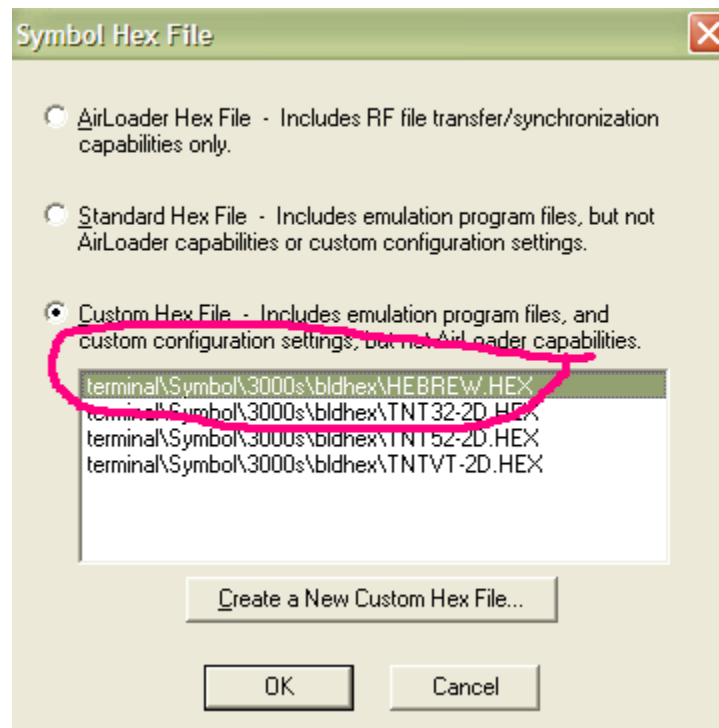 Symbol Hex File
AirLoader Hex File - Includes RF file transfer/synchronization
capabilities only.
Standard Hex File - Includes emulation program files, but not
AirLoader capabilities or custom configuration settings.
Custom Hex File - Includes emulation program files, and
custom configuration settings, but not AirLoader capabilities.
terminal\Symbol\3000s\bldhex\HEBREW.HEX
terminal\Symbol\3000s\bldhex\TNT32-2D.HEX
terminal\Symbol\3000s\bldhex\TNT52-2D.HEX
terminal\Symbol\3000s\bldhex\TNTVT-2D.HEX
Create a New Custom Hex File...
OK Cancel